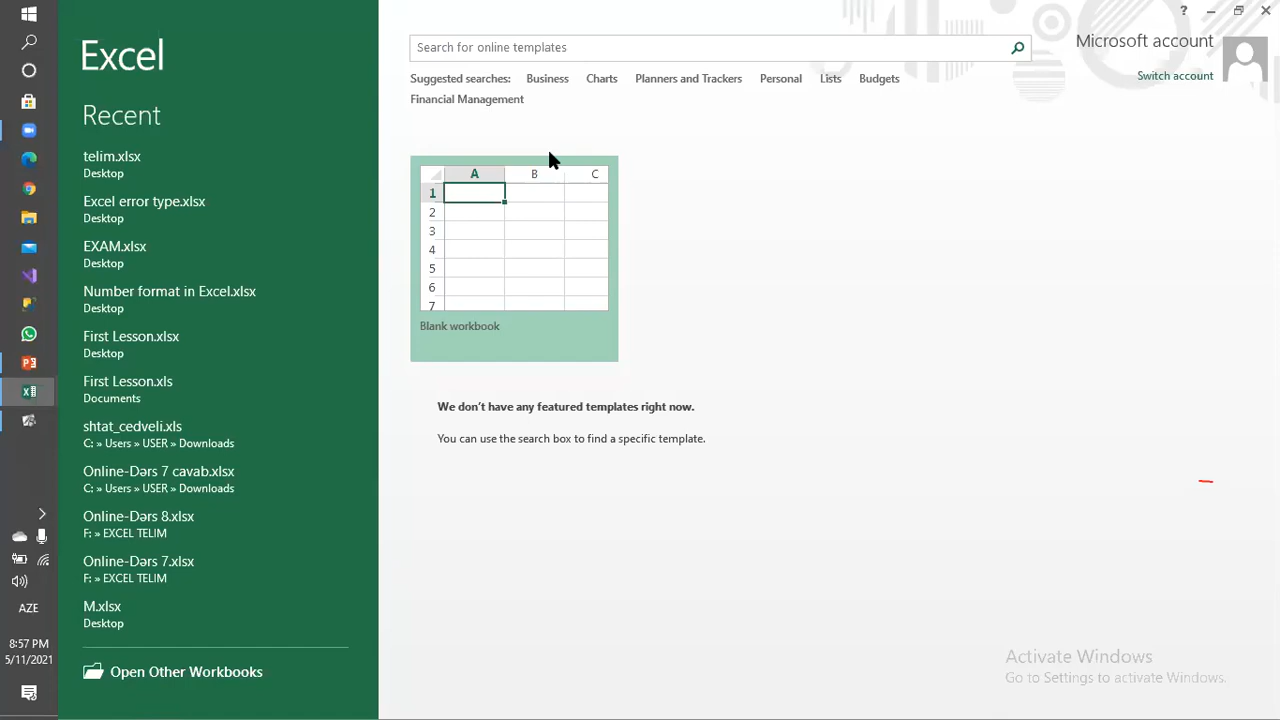 Excel
Recent
telim.xlsx
Desktop
Excel error type.xlsx
Desktop
EXAM.xlsx
Desktop
Number format in Excel.xlsx
Desktop
First Lesson.xlsx
Desktop
First Lesson.xls
Documents
shtat_cedveli.xls
C: » Users » USER » Downloads
Online-Dərs 7 cavab.xlsx
C: » Users » USER » Downloads
Online-Dərs 8.xlsx
F: » EXCEL TELIM
Online-Dərs 7.xlsx
F: » EXCEL TELIM
M.xlsx
Desktop
Open Other Workbooks
AZE
8:57 PM
5/11/2021
?
Search for online templates
Microsoft account
Switch account
Suggested searches: Business Charts Planners and Trackers Personal Lists Budgets
Financial Management
A B C
1
2
3
4
5
6
7
Blank workbook
We don't have any featured templates right now.
You can use the search box to find a specific template.
Activate Windows
Go to Settings to activate Windows.